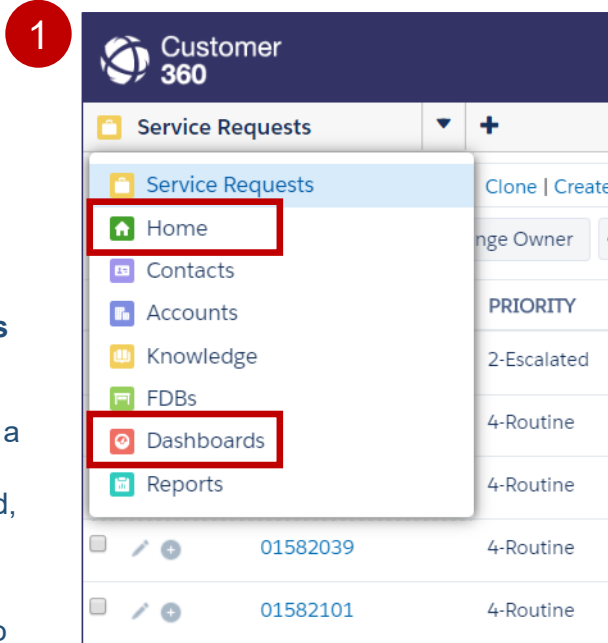 1
Customer
360
Service Requests
Service Requests
Clone | Create
Home
nge Owner
Contacts
PRIORITY
Accounts
s
Knowledge
2-Escalated
FDBs
4-Routine
a
Dashboards
Reports
4-Routine
d,
01582039
4-Routine
01582101
4-Routine